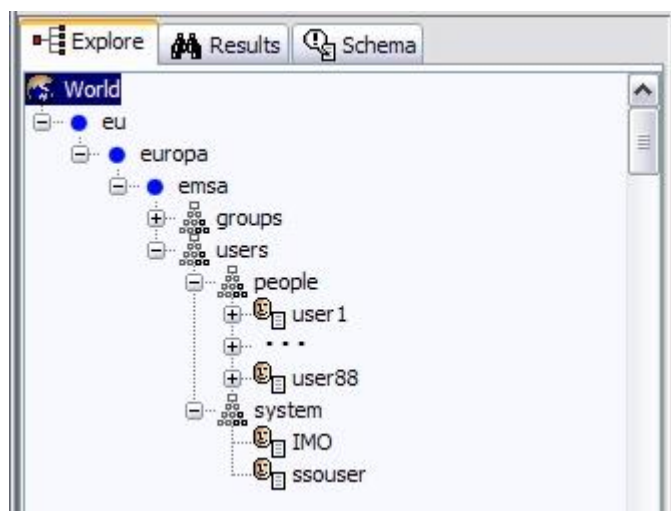 Explore Results Schema
World
eu
europa
emsa
groups
users
people
user1
...
user88
system
IMO
ssouser